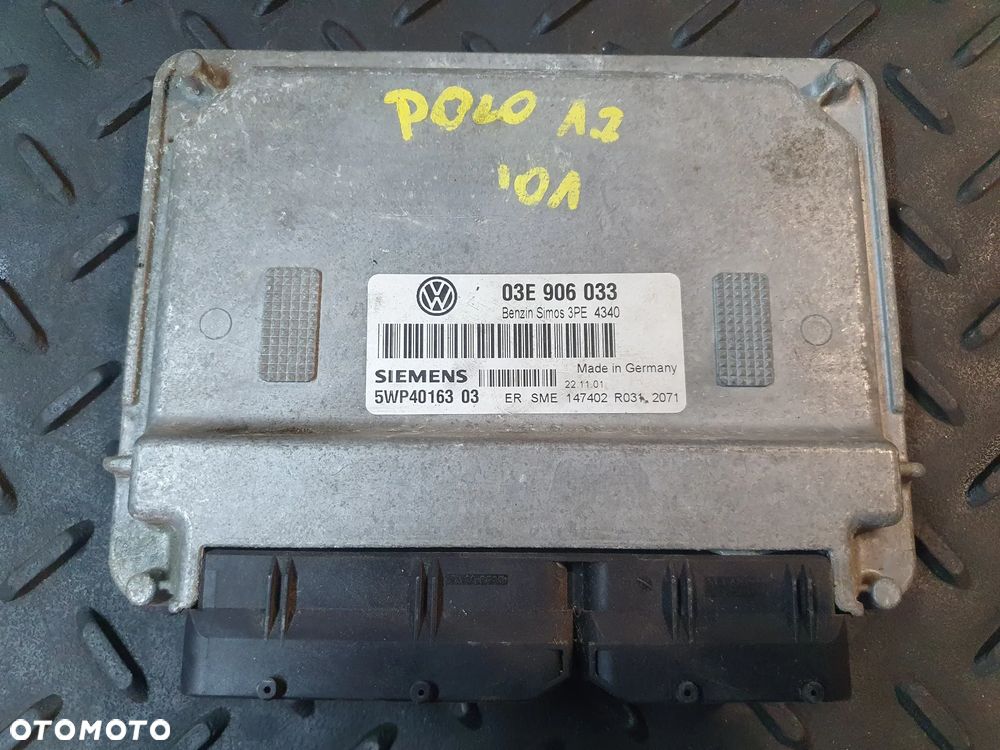 POLO 1.2
'01
03E 906 033
Benzin Simos 3PE 4340
Made in Germany
SIEMENS
22.11.01
5WP40163 03 ER SME 147402 R031 2071
OTOMOTO